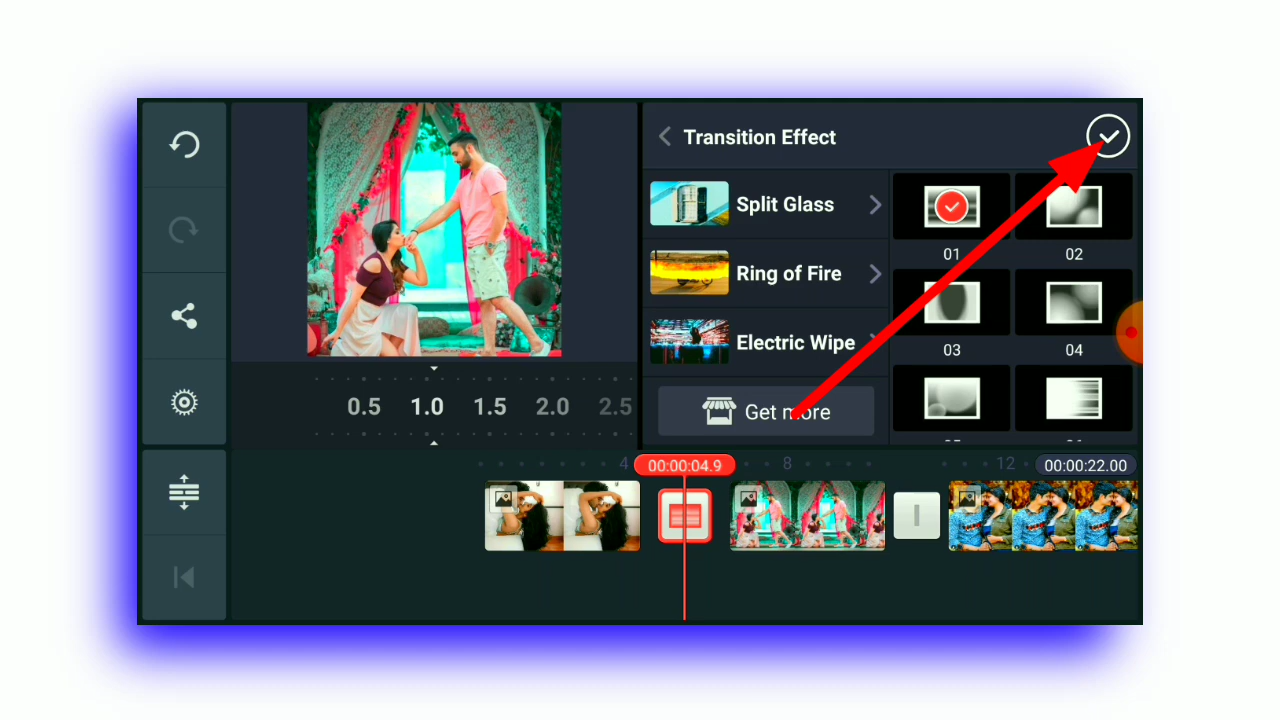 Transition Effect
Split Glass
Ring of Fire
Electric Wipe
Get more
01
02
03
04
0.5 1.0 1.5 2.0 2.5
4 00:00:04.9 8 12 00:00:22.00